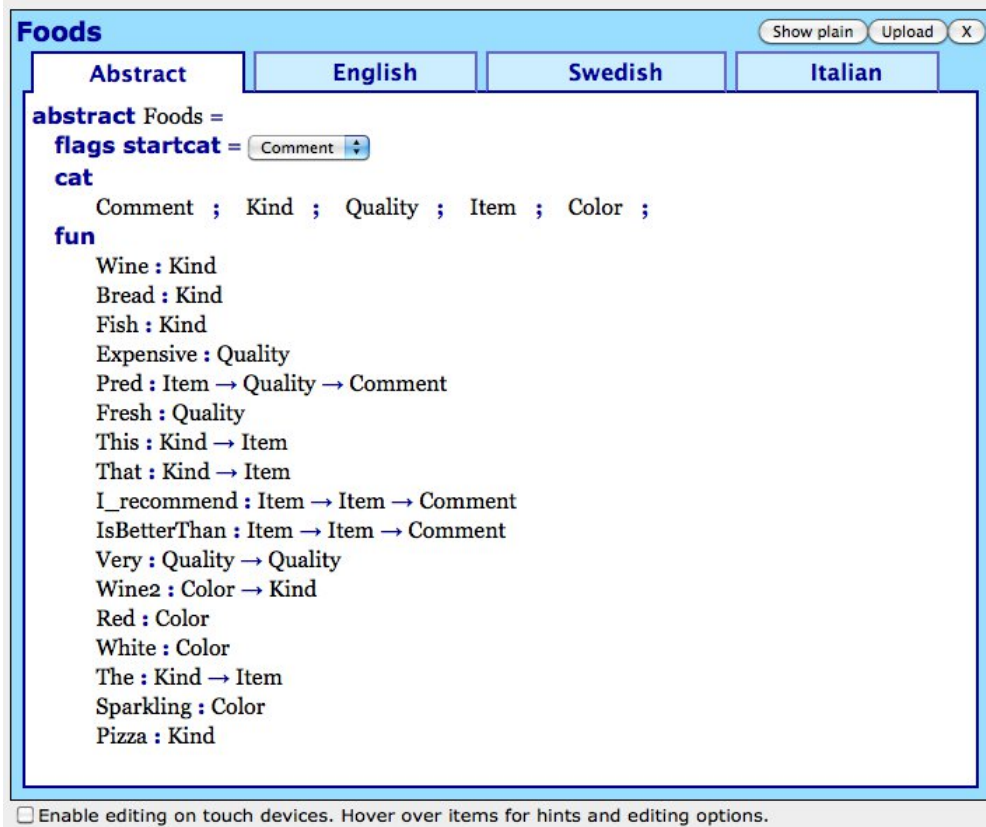 Foods Show plain Upload X
Abstract English Swedish Italian
abstract Foods =
flags startcat = Comment
cat
Comment ; Kind ; Quality ; Item ; Color ;
fun
Wine : Kind
Bread : Kind
Fish : Kind
Expensive : Quality
Pred : Item → Quality → Comment
Fresh : Quality
This : Kind → Item
That : Kind → Item
I_recommend : Item → Item → Comment
IsBetterThan : Item → Item → Comment
Very : Quality → Quality
Wine2 : Color → Kind
Red : Color
White : Color
The : Kind → Item
Sparkling : Color
Pizza : Kind
Enable editing on touch devices. Hover over items for hints and editing options.